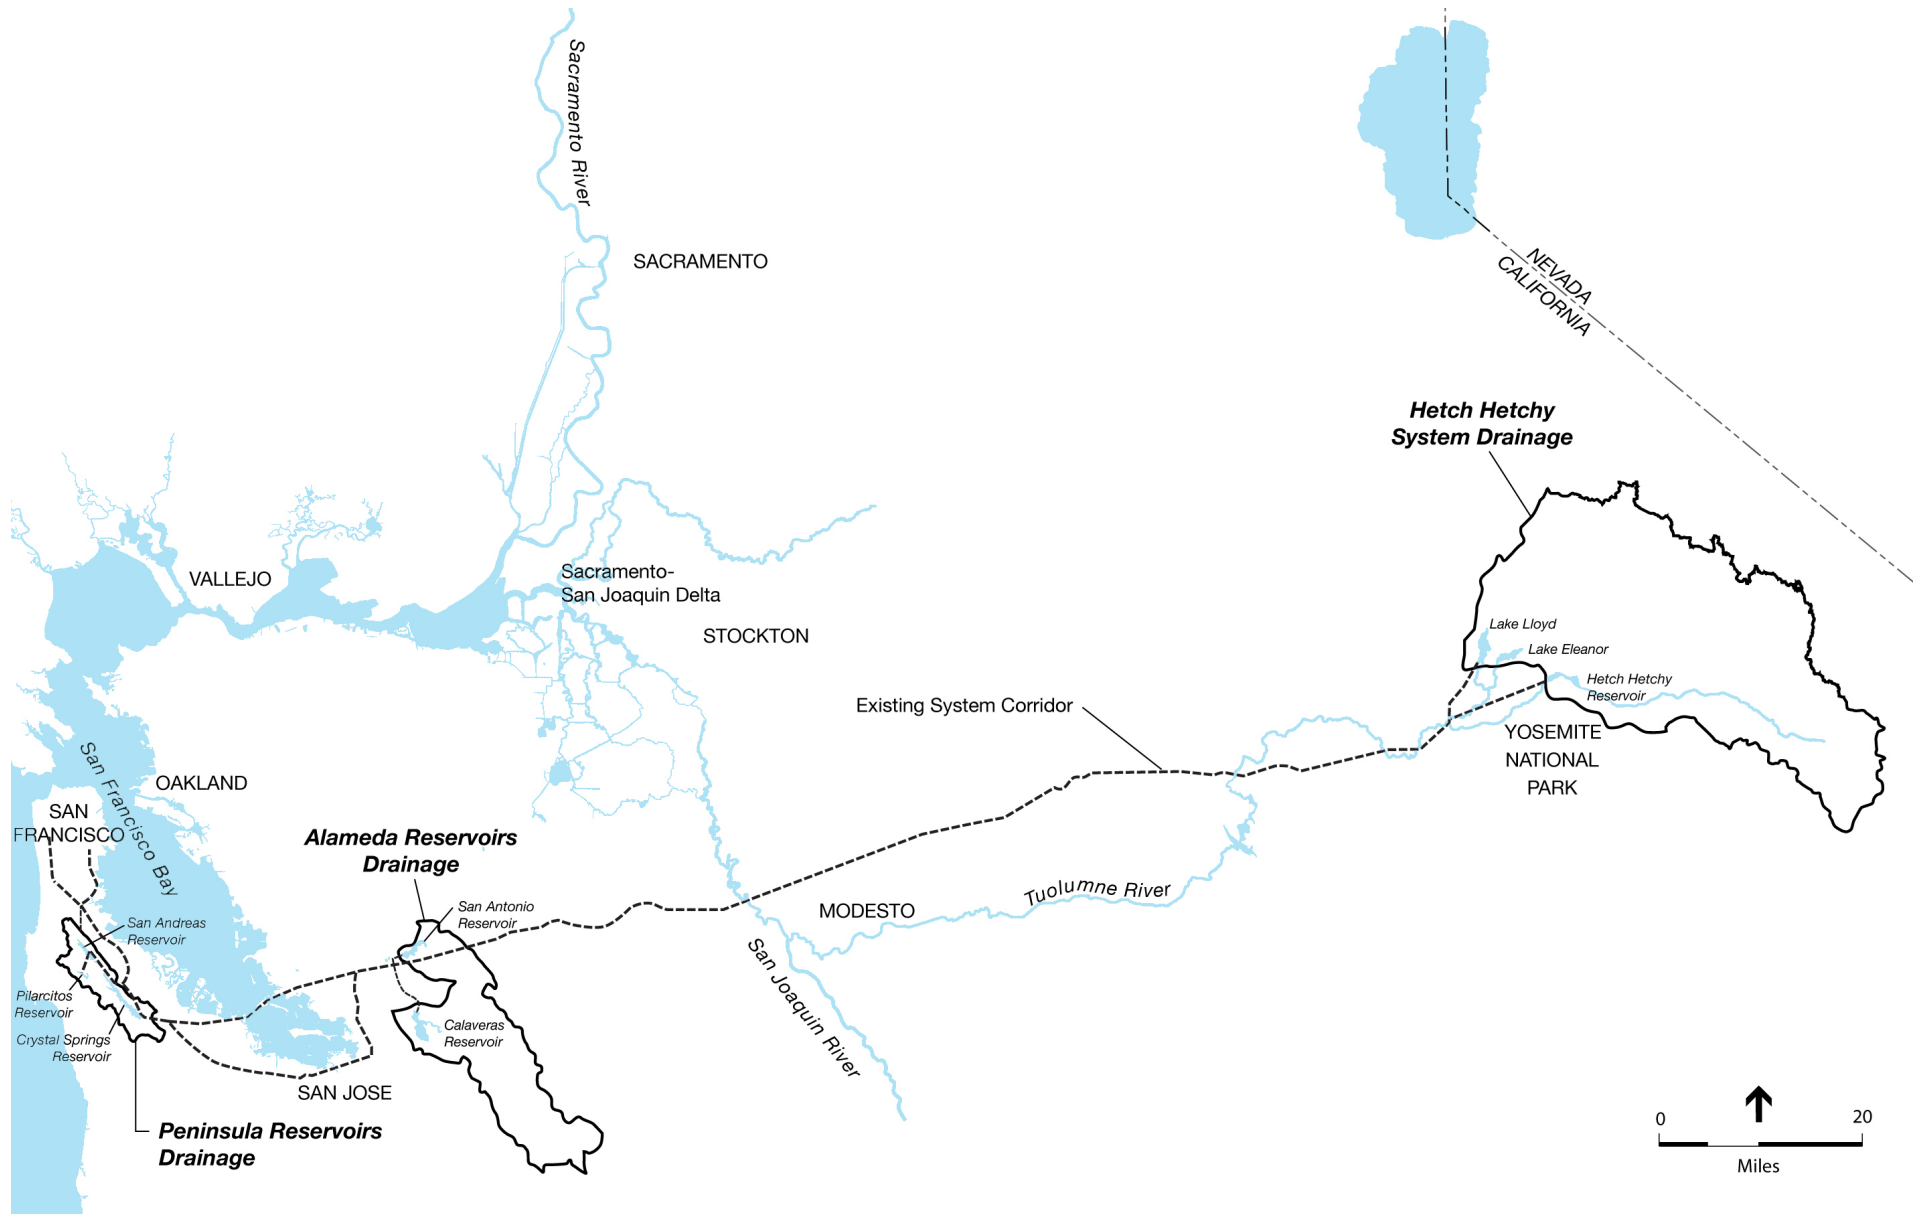 Sacramento River
SACRAMENTO
NEVADA
CALIFORNIA
Hetch Hetchy
System Drainage
VALLEJO
Sacramento-
San Joaquin Delta
STOCKTON
Lake Lloyd
Lake Eleanor
Hetch Hetchy
Reservoir
Existing System Corridor
YOSEMITE
NATIONAL
PARK
San Francisco Bay
OAKLAND
SAN
FRANCISCO
Alameda Reservoirs
Drainage
Tuolumne River
MODESTO
San Antonio
Reservoir
San Andreas
Reservoir
San Joaquin River
Pilarcitos
Reservoir
Crystal Springs
Reservoir
Calaveras
Reservoir
SAN JOSE
Peninsula Reservoirs
Drainage
0 20
Miles